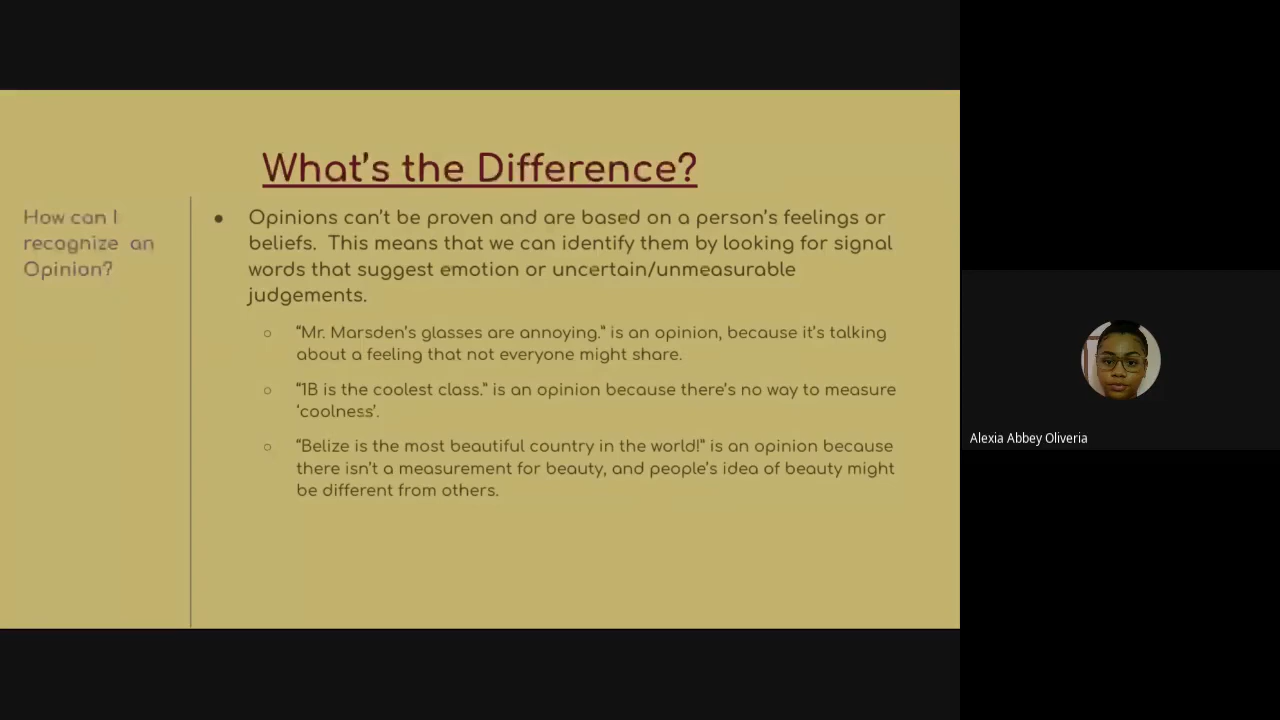 What's the Difference?
How can I
recognize an
Opinion?
● Opinions can't be proven and are based on a person's feelings or
beliefs. This means that we can identify them by looking for signal
words that suggest emotion or uncertain/unmeasurable
judgements.
○ “Mr. Marsden's glasses are annoying.” is an opinion, because it's talking
about a feeling that not everyone might share.
○ “1B is the coolest class.” is an opinion because there's no way to measure
‘coolness’.
○ “Belize is the most beautiful country in the world!” is an opinion because
there isn't a measurement for beauty, and people's idea of beauty might
be different from others.
Alexia Abbey Oliveria